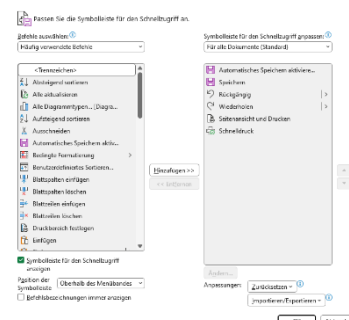 Passen Sie die Symbolleiste für den Schnellzugriff an.
Befehle auswählen:
Häufig verwendete Befehle
<Trennzeichen>
Absteigend sortieren
Alle aktualisieren
Alle Diagrammtypen... [Diagra...
Aufsteigend sortieren
Ausschneiden
Automatisches Speichern aktiv...
Bedingte Formatierung
Benutzerdefiniertes Sortieren...
Blattspalten einfügen
Blattspalten löschen
Blattzeilen einfügen
Blattzeilen löschen
Druckbereich festlegen
Einfügen
Symbolleiste für den Schnellzugriff
anzeigen
Position der
Symbolleiste
Oberhalb des Menübandes
Befehlsbezeichnungen immer anzeigen
Hinzufügen >>
<< Entfernen
Symbolleiste für den Schnellzugriff anpassen:
Für alle Dokumente (Standard)
Automatisches Speichern aktiviere...
Speichern
Rückgängig
Wiederholen
Seitenansicht und Drucken
Schnelldruck
Ändern...
Anpassungen:
Zurücksetzen
Importieren/Exportieren